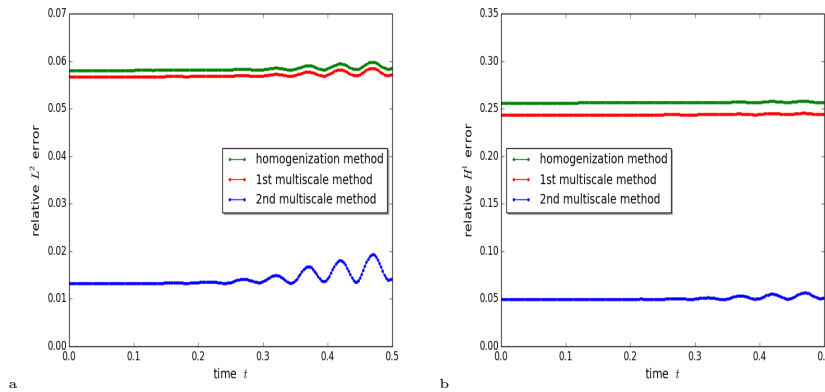 0.07
0.06
0.05
0.04
0.03
0.02
0.01
0.00
relative L² error
homogenization method
1st multiscale method
2nd multiscale method
0.0 0.1 0.2 0.3 0.4 0.5
time t
a
0.35
0.30
0.25
0.20
0.15
0.10
0.05
0.00
relative H¹ error
homogenization method
1st multiscale method
2nd multiscale method
0.0 0.1 0.2 0.3 0.4 0.5
time t
b